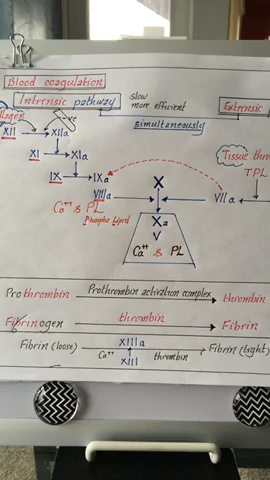 Blood coagulation
Intrinsic pathway
slow
more efficient
Extrinsic
simultaneously
-ve
XII → XIIa
XI → XIa
IX → IXa
VIIIa
Ca++ & PL
Phospho Lipid
X
Xa
V
Ca++ & PL
VIIa
Tissue thr
TPL
Prothrombin Prothrombin activation complex thrombin
Fibrinogen thrombin Fibrin
Fibrin (loose) XIIIa Fibrin (tight)
Ca++ XIII thrombin